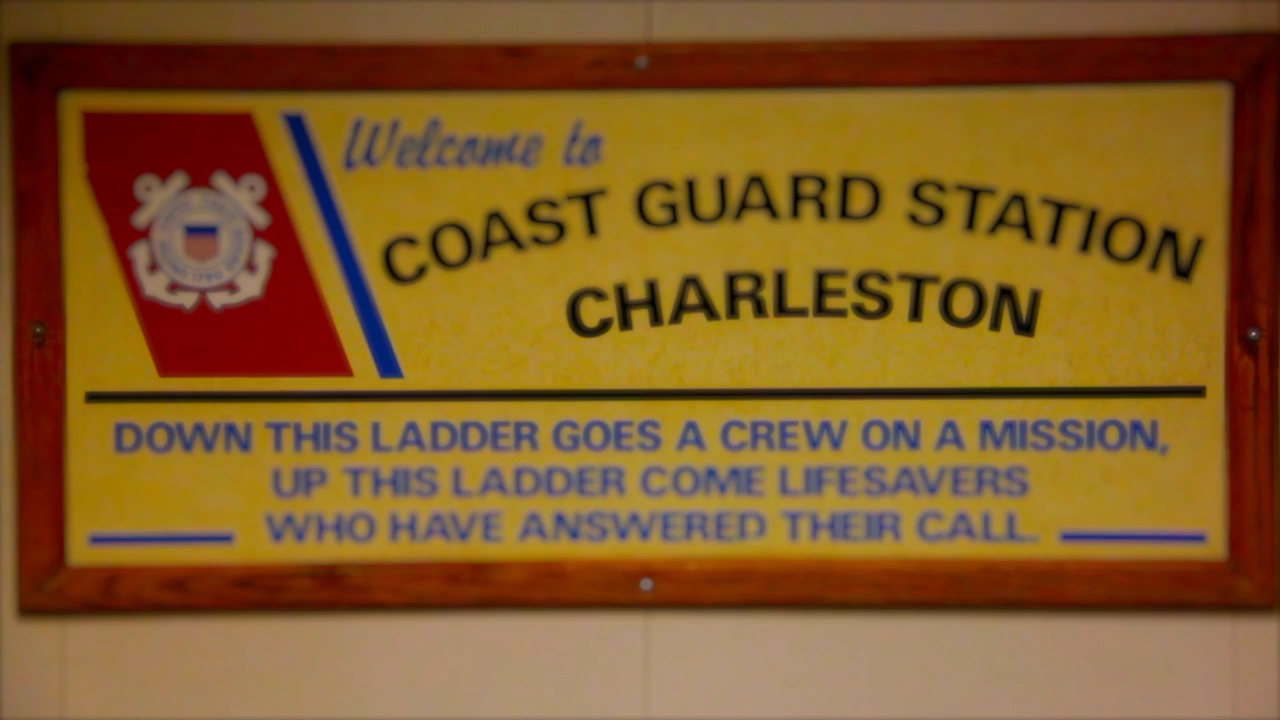 Welcome to
COAST GUARD STATION
CHARLESTON
DOWN THIS LADDER GOES A CREW ON A MISSION,
UP THIS LADDER COME LIFESAVERS
WHO HAVE ANSWERED THEIR CALL.
1790